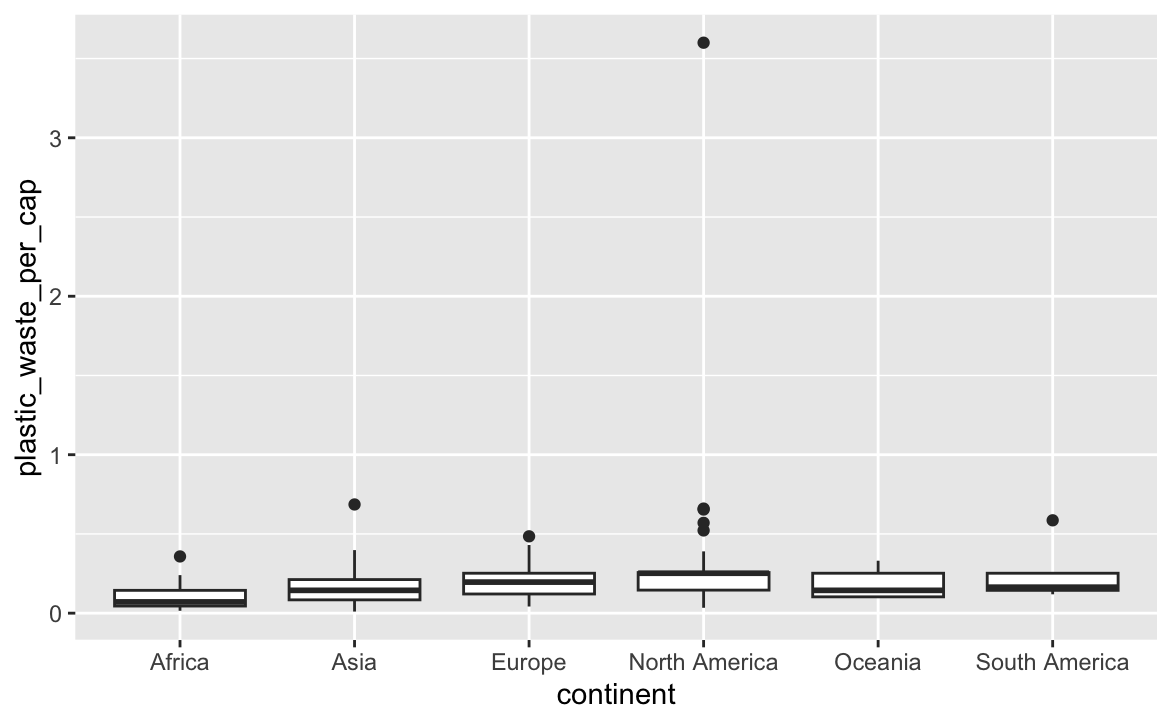 plastic_waste_per_cap
3
2
1
0
Africa
Asia
Europe
North America
Oceania
South America
continent